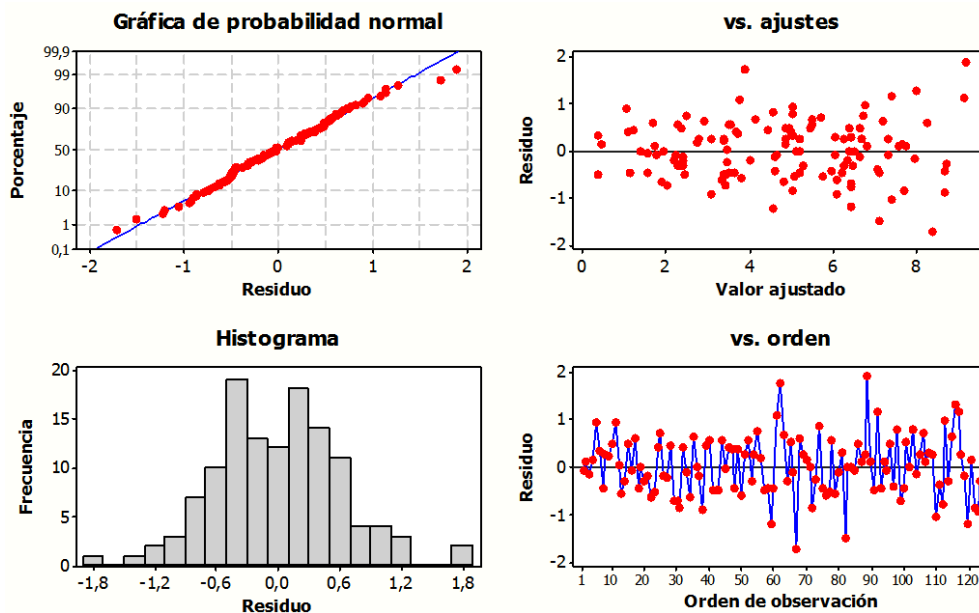 Gráfica de probabilidad normal
99,9
99
90
50
10
1
0,1
Porcentaje
-2 -1 0 1 2
Residuo
vs. ajustes
2
1
0
-1
-2
Residuo
0 2 4 6 8
Valor ajustado
Histograma
20
15
10
5
0
Frecuencia
-1,8 -1,2 -0,6 0,0 0,6 1,2 1,8
Residuo
vs. orden
2
1
0
-1
-2
Residuo
1 10 20 30 40 50 60 70 80 90 100 110 120
Orden de observación